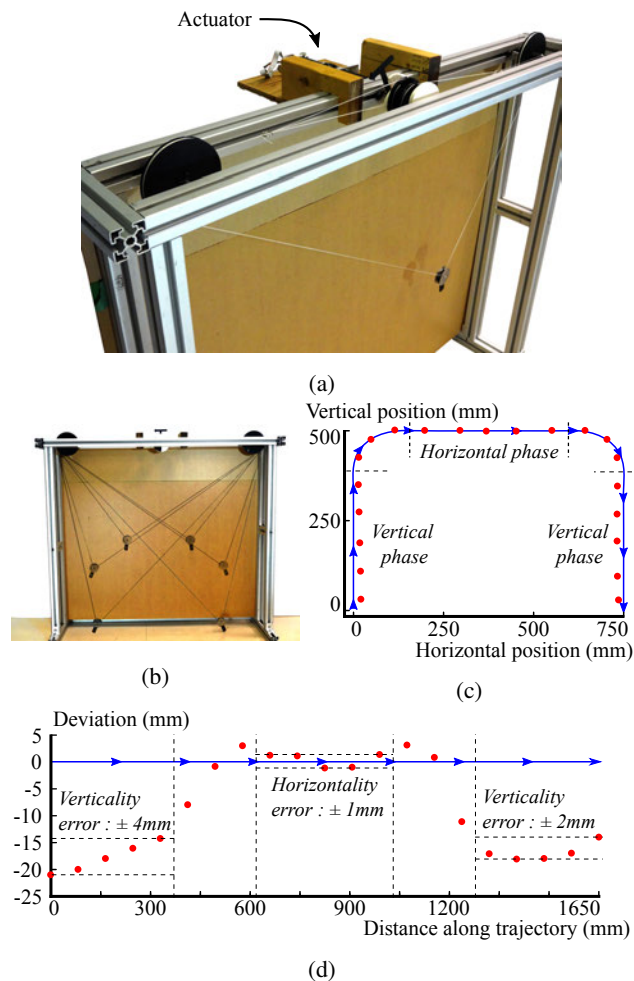 Actuator
(a)
(b)
Vertical position (mm)
500
Horizontal phase
250
Vertical
phase
Vertical
phase
0
0
250
500
750
Horizontal position (mm)
(c)
Deviation (mm)
5
0
-5
-10
-15
-20
-25
Verticality
error : ± 4mm
Horizontality
error : ± 1mm
Verticality
error : ± 2mm
0
300
600
900
1200
1650
Distance along trajectory (mm)
(d)